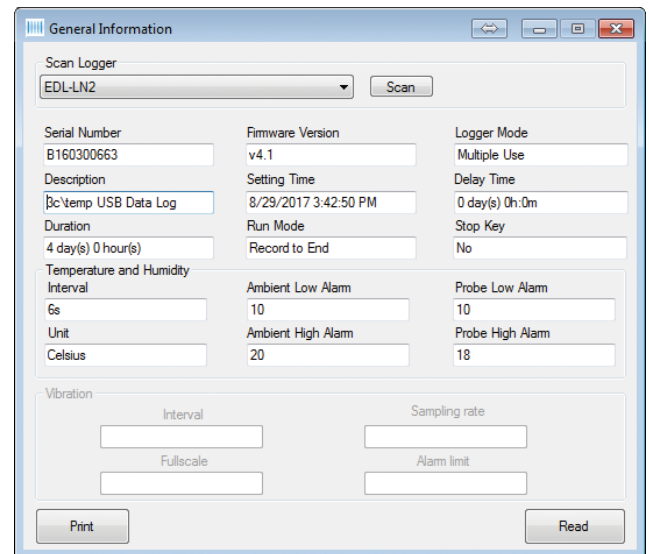 General Information
Scan Logger
EDL-LN2 Scan
Serial Number Firmware Version Logger Mode
B160300663 v4.1 Multiple Use
Description Setting Time Delay Time
βc\temp USB Data Log 8/29/2017 3:42:50 PM 0 day(s) 0h:0m
Duration Run Mode Stop Key
4 day(s) 0 hour(s) Record to End No
Temperature and Humidity
Interval Ambient Low Alarm Probe Low Alarm
6s 10 10
Unit Ambient High Alarm Probe High Alarm
Celsius 20 18
Vibration
Interval Sampling rate
Fullscale Alarm limit
Print Read